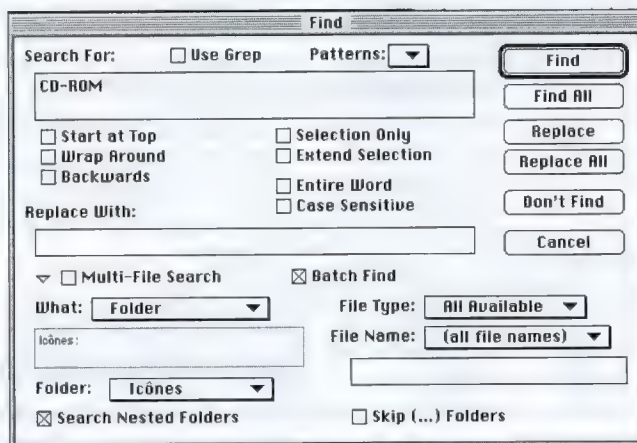 Find
Search For: Use Grep Patterns:
CD-ROM
Start at Top
Wrap Around
Backwards
Selection Only
Extend Selection
Entire Word
Case Sensitive
Replace With:
Find
Find All
Replace
Replace All
Don't Find
Cancel
Multi-File Search Batch Find
What: Folder
File Type: All Available
Icônes:
File Name: (all file names)
Folder: Icônes
Search Nested Folders Skip (...) Folders